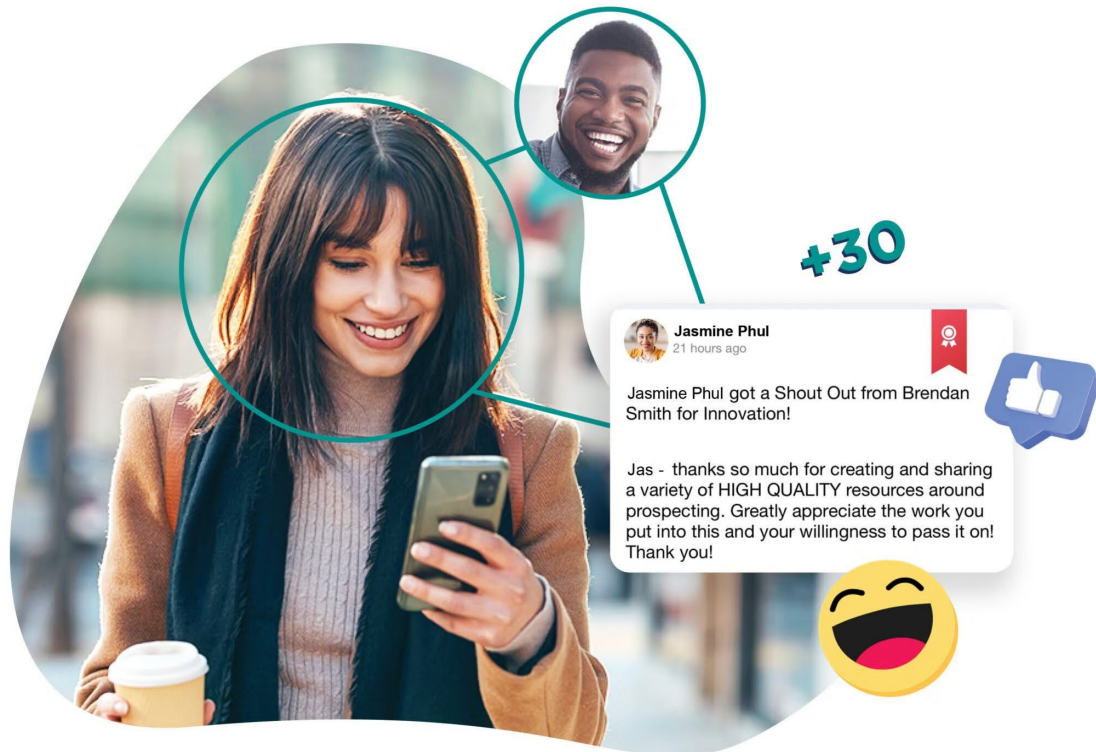 +30
Jasmine Phul
21 hours ago
Jasmine Phul got a Shout Out from Brendan
Smith for Innovation!
Jas - thanks so much for creating and sharing
a variety of HIGH QUALITY resources around
prospecting. Greatly appreciate the work you
put into this and your willingness to pass it on!
Thank you!